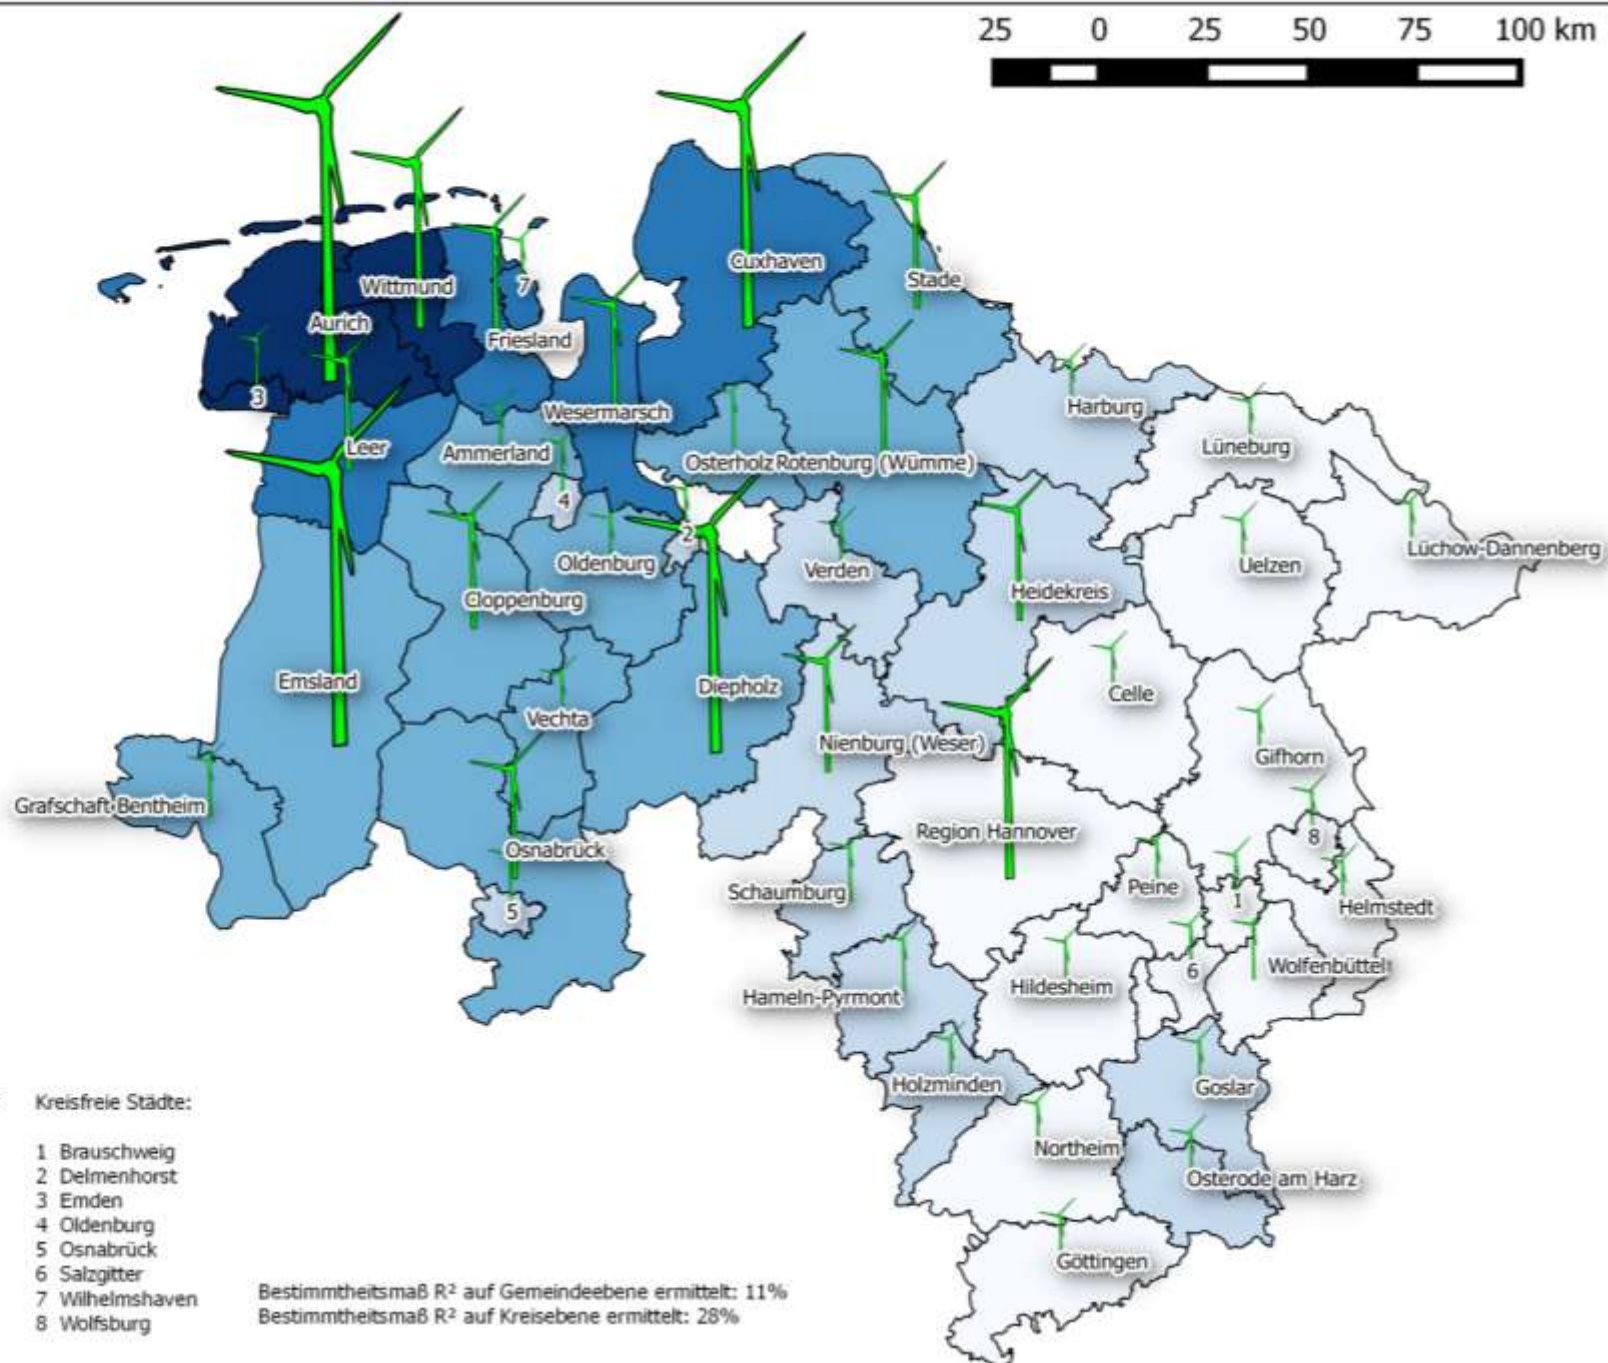 25 0 25 50 75 100 km
Cuxhaven
Stade
Wittmund
7
Aurich
Friesland
3
Wesermarsch
Harburg
Leer
Ammerland
Osterholz
Rotenburg (Wümme)
Lüneburg
4
2
Oldenburg
Verden
Heidekreis
Uelzen
Lüchow-Dannenberg
Cloppenburg
Emsland
Diepholz
Celle
Vechta
Nienburg (Weser)
Gifhorn
Grafschaft Bentheim
Region Hannover
8
Osnabrück
Schaumburg
Peine
1
Helmstedt
5
Hameln-Pyrmont
Hildesheim
6
Wolfenbüttel
Holzminden
Goslar
Northeim
Osterode am Harz
Göttingen
Kreisfreie Städte:
1 Brauschweig
2 Delmenhorst
3 Emden
4 Oldenburg
5 Osnabrück
6 Salzgitter
7 Wilhelmshaven
8 Wolfsburg
Bestimmtheitsmaß R² auf Gemeindeebene ermittelt: 11%
Bestimmtheitsmaß R² auf Kreisebene ermittelt: 28%